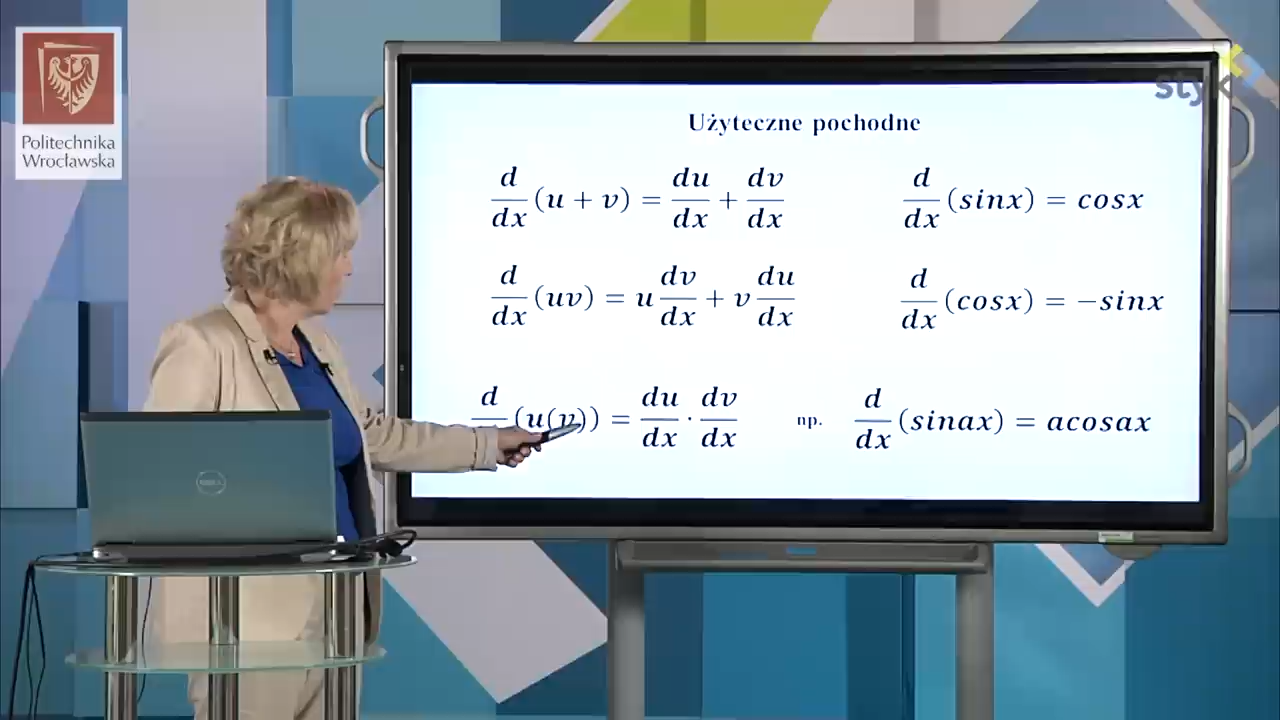 Politechnika
Wrocławska
styk
Użyteczne pochodne
d/dx (u + v) = du/dx + dv/dx
d/dx (sinx) = cosx
d/dx (uv) = u dv/dx + v du/dx
d/dx (cosx) = −sinx
d (u(v)) = du/dx · dv/dx
np. d/dx (sinax) = acosax
DELL